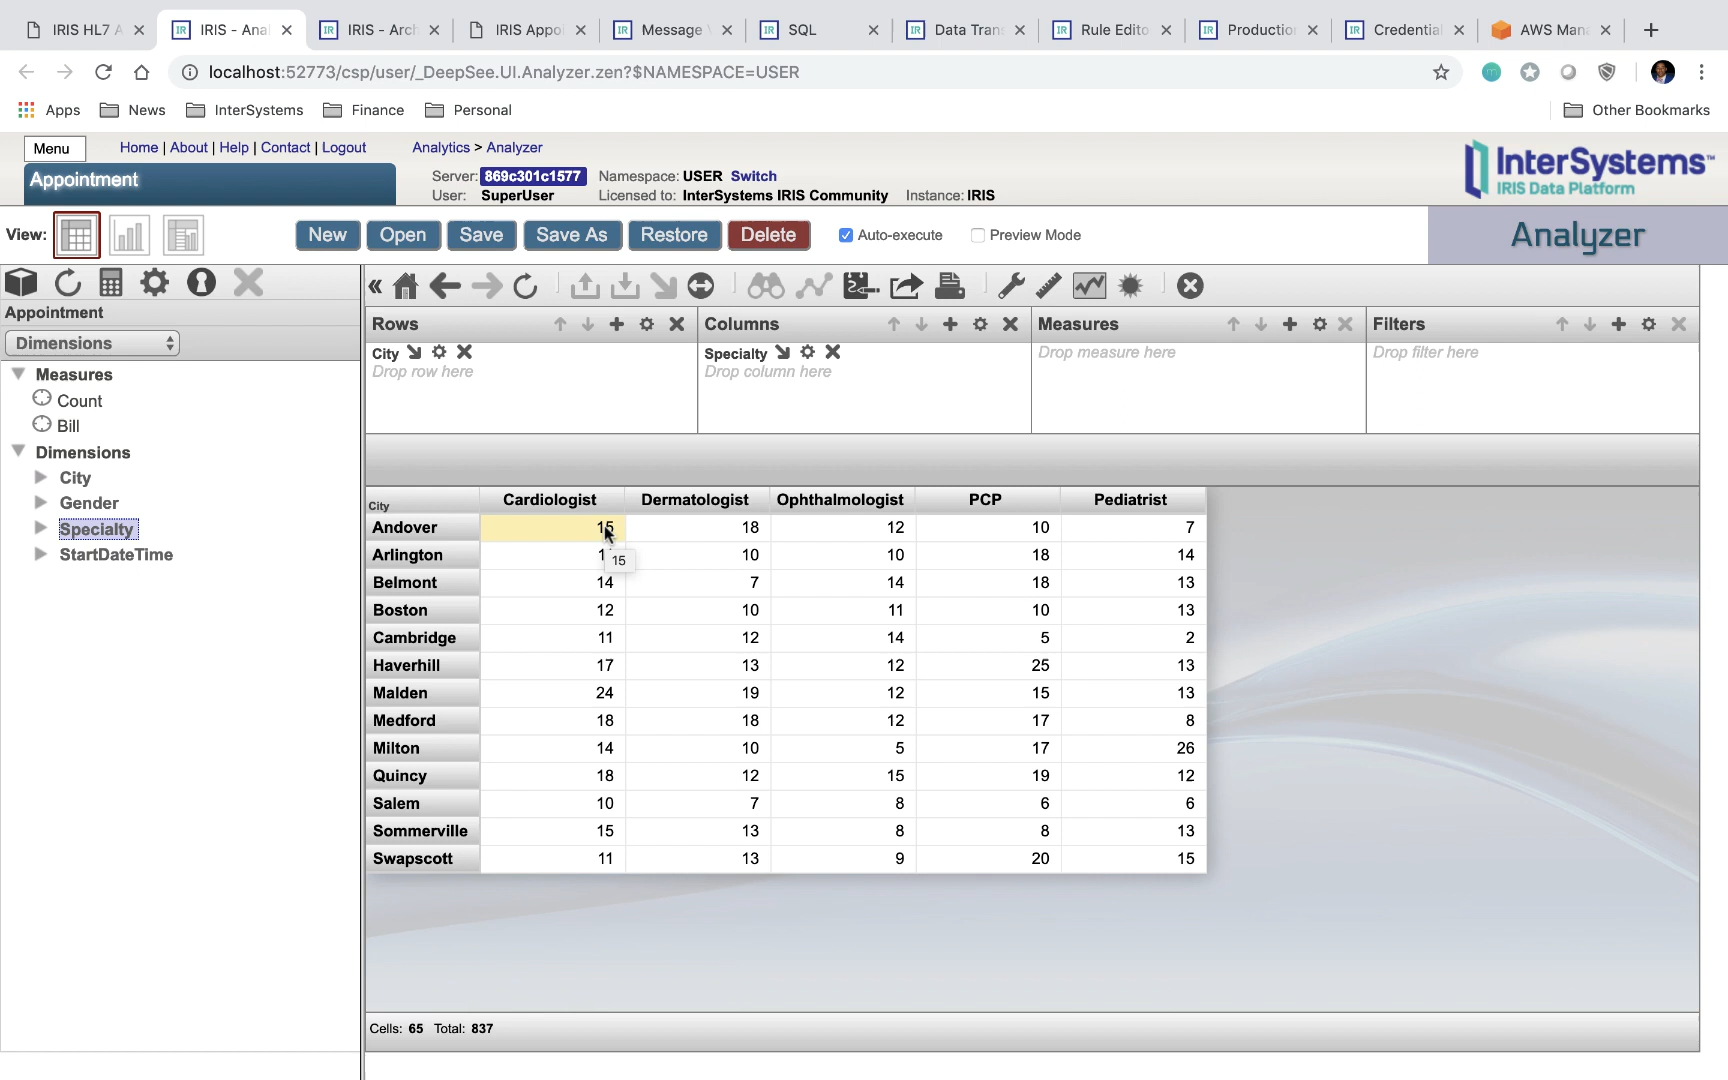 IRIS HL7 A
IRIS - Anal
IRIS - Arch
IRIS Appoi
Message V
SQL
Data Trans
Rule Edito
Production
Credential
AWS Mana
localhost:52773/csp/user/_DeepSee.UI.Analyzer.zen?$NAMESPACE=USER
Apps News InterSystems Finance Personal Other Bookmarks
Menu Home | About | Help | Contact | Logout Analytics > Analyzer
Appointment
Server: 869c301c1577 Namespace: USER Switch
User: SuperUser Licensed to: InterSystems IRIS Community Instance: IRIS
InterSystems™
IRIS Data Platform
View: New Open Save Save As Restore Delete Auto-execute Preview Mode
Analyzer
Appointment
Dimensions
Measures
Count
Bill
Dimensions
City
Gender
Specialty
StartDateTime
Rows Columns Measures Filters
City Specialty Drop measure here Drop filter here
Drop row here Drop column here
City Cardiologist Dermatologist Ophthalmologist PCP Pediatrist
Andover 15 18 12 10 7
Arlington 10 10 18 14
15
Belmont 14 7 14 18 13
Boston 12 10 11 10 13
Cambridge 11 12 14 5 2
Haverhill 17 13 12 25 13
Malden 24 19 12 15 13
Medford 18 18 12 17 8
Milton 14 10 5 17 26
Quincy 18 12 15 19 12
Salem 10 7 8 6 6
Sommerville 15 13 8 8 13
Swapscott 11 13 9 20 15
Cells: 65 Total: 837